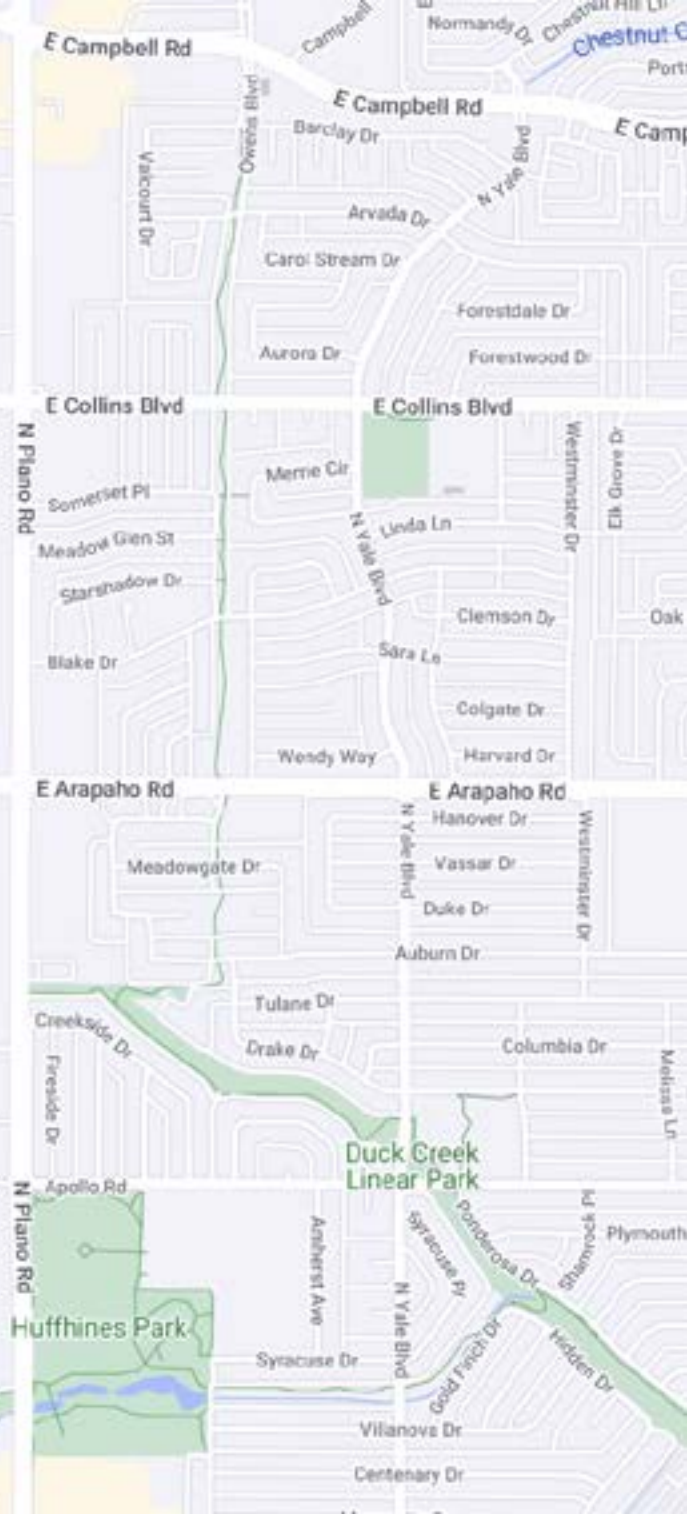 Chestnut Hill Ln
Normandy Dr
Campbell
Chestnut C
E Campbell Rd
Port
E Campbell Rd
E Camp
Owens Blvd
Barclay Dr
N Yale Blvd
Valcourt Dr
Arvada Dr
Carol Stream Dr
Forestdale Dr
Aurora Dr
Forestwood Dr
E Collins Blvd
E Collins Blvd
N Plano Rd
Westminster Dr
Elk Grove Dr
Merrie Cir
Somerset Pl
Linda Ln
N Yale Blvd
Meadow Glen St
Starshadow Dr
Clemson Dr
Oak
Sara Ln
Blake Dr
Colgate Dr
Wendy Way
Harvard Dr
E Arapaho Rd
E Arapaho Rd
N Yale Blvd
Hanover Dr
Westminster Dr
Meadowgate Dr
Vassar Dr
Duke Dr
Auburn Dr
Tulane Dr
Creekside Dr
Drake Dr
Columbia Dr
Fireside Dr
Melissa Ln
Duck Creek
Linear Park
Apollo Rd
N Plano Rd
Amherst Ave
Syracuse Pl
Ponderosa Dr
Shamrock Pl
Plymouth
Huffhines Park
N Yale Blvd
Syracuse Dr
Gold Finch Dr
Hidden Dr
Villanova Dr
Centenary Dr